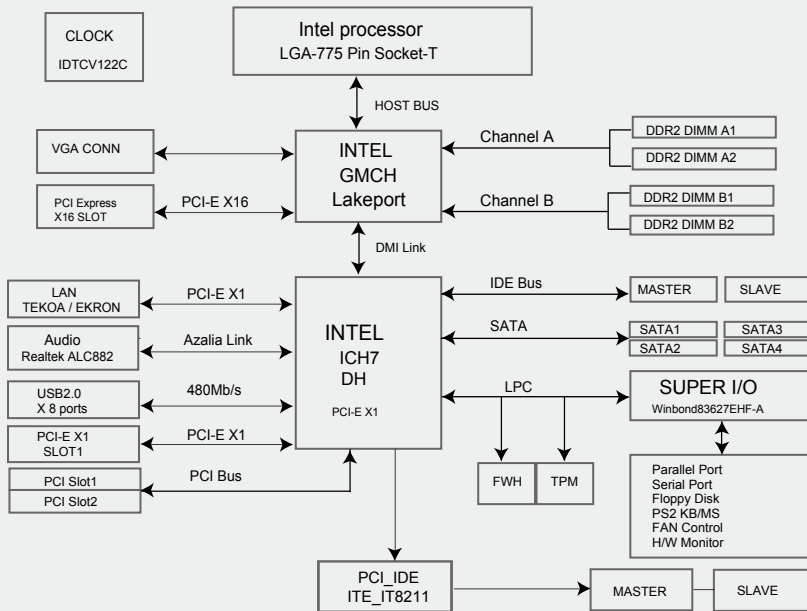 CLOCK
IDTCV122C
Intel processor
LGA-775 Pin Socket-T
HOST BUS
VGA CONN
PCI Express
X16 SLOT
PCI-E X16
INTEL
GMCH
Lakeport
Channel A
DDR2 DIMM A1
DDR2 DIMM A2
Channel B
DDR2 DIMM B1
DDR2 DIMM B2
DMI Link
LAN
TEKOA / EKRON
PCI-E X1
Audio
Realtek ALC882
Azalia Link
USB2.0
X 8 ports
480Mb/s
PCI-E X1
SLOT1
PCI-E X1
PCI Slot1
PCI Slot2
PCI Bus
INTEL
ICH7
DH
PCI-E X1
IDE Bus
MASTER
SLAVE
SATA
SATA1
SATA3
SATA2
SATA4
LPC
SUPER I/O
Winbond83627EHF-A
FWH
TPM
Parallel Port
Serial Port
Floppy Disk
PS2 KB/MS
FAN Control
H/W Monitor
PCI_IDE
ITE_IT8211
MASTER
SLAVE